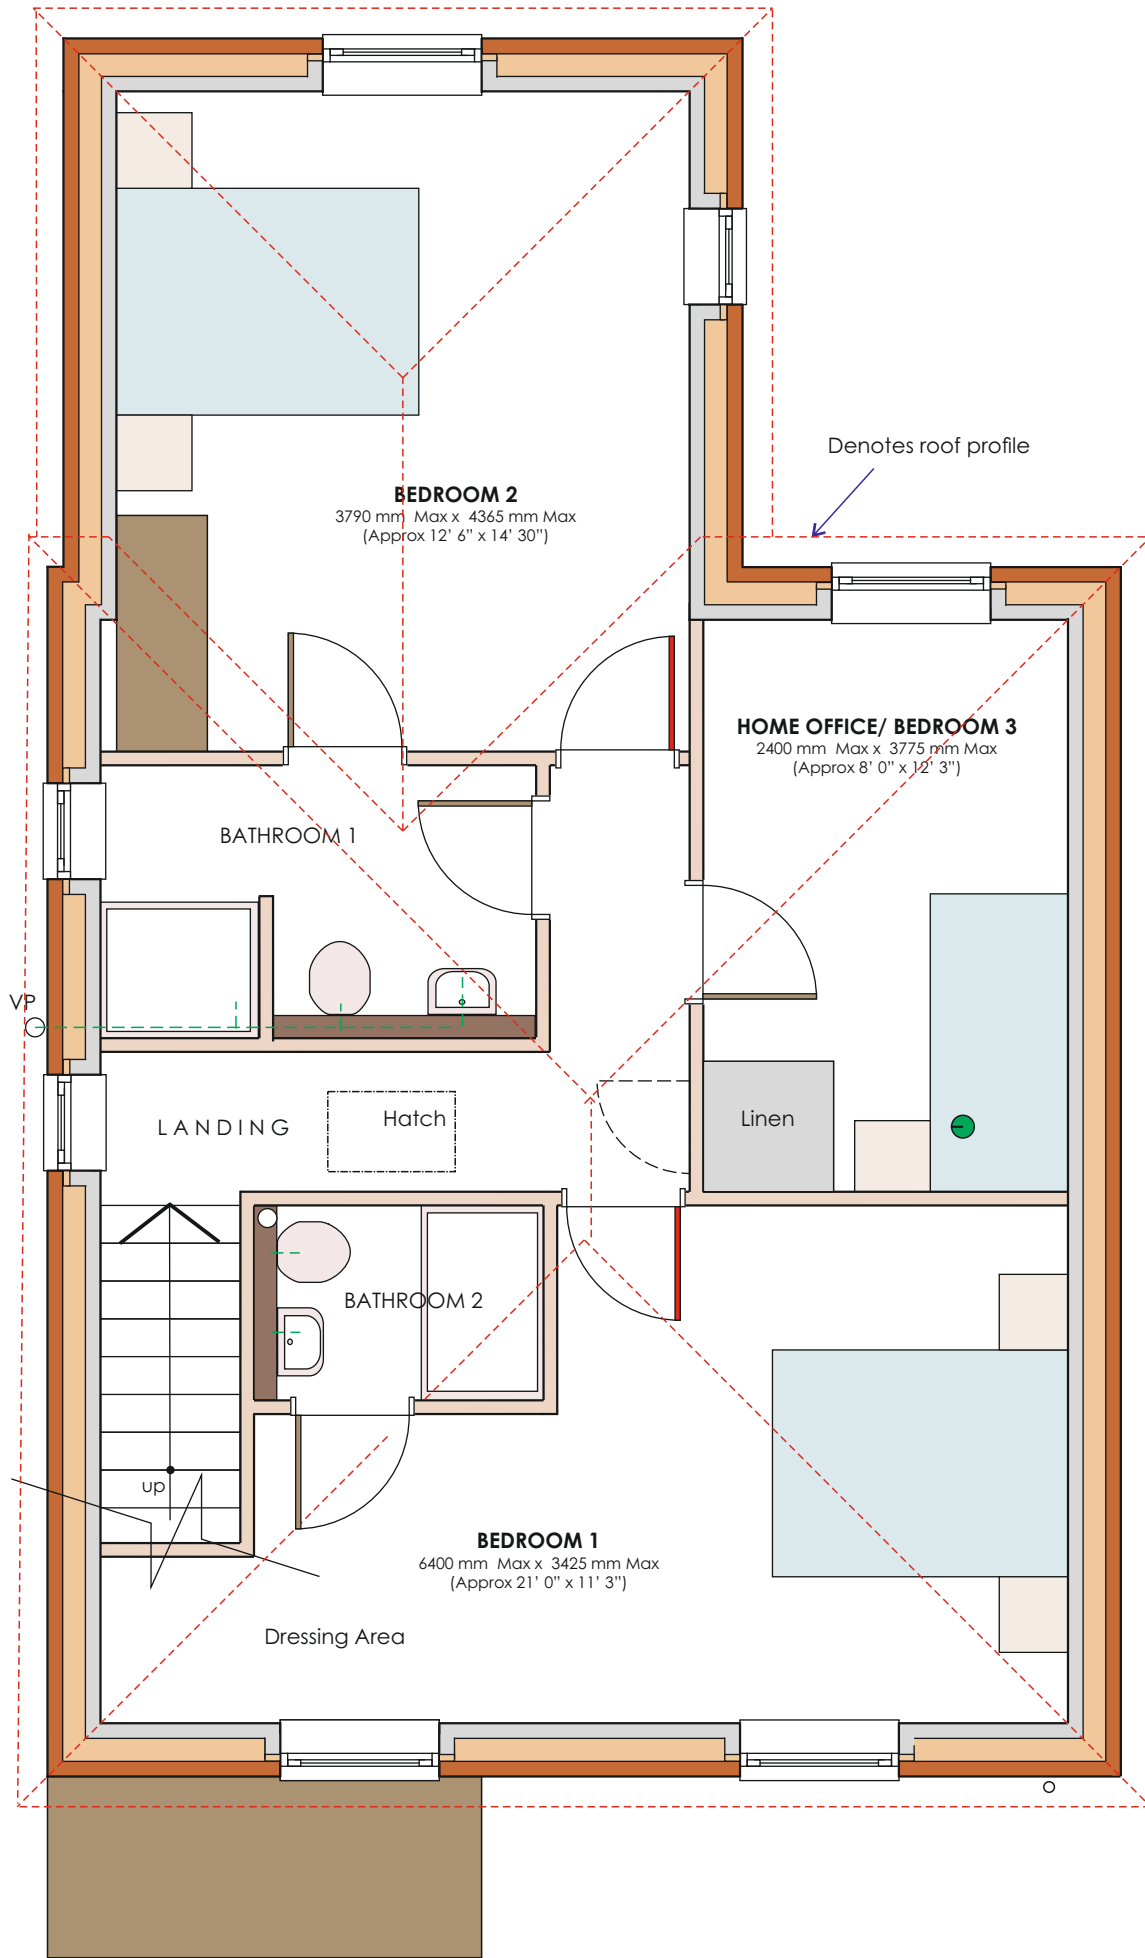 Denotes roof profile
BEDROOM 2
3790 mm Max x 4365 mm Max
(Approx 12’ 6” x 14’ 30”)
HOME OFFICE/ BEDROOM 3
2400 mm Max x 3775 mm Max
(Approx 8’ 0” x 12’ 3”)
BATHROOM 1
VP
LANDING
Hatch
Linen
BATHROOM 2
up
BEDROOM 1
6400 mm Max x 3425 mm Max
(Approx 21’ 0” x 11’ 3”)
Dressing Area